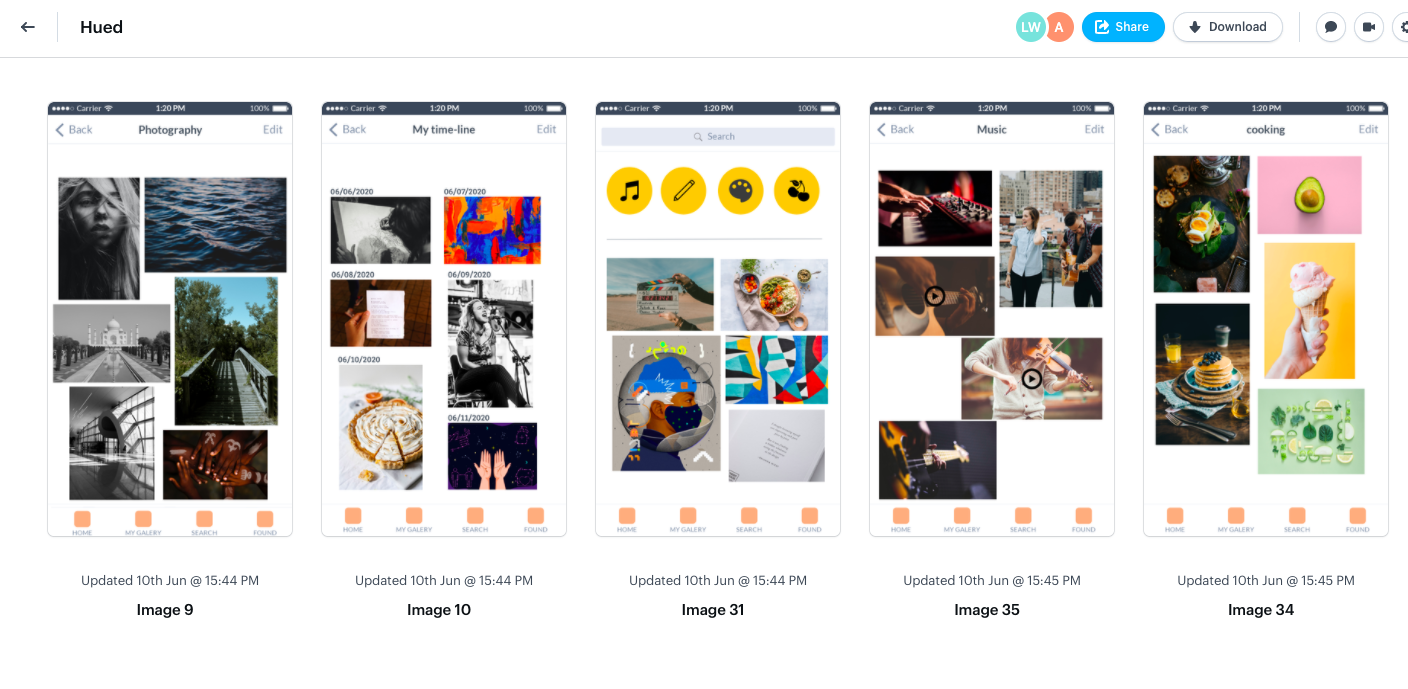 Hued
LW
A
Share
Download
Carrier 1:20 PM 100%
Back Photography Edit
HOME MY GALERY SEARCH FOUND
Updated 10th Jun @ 15:44 PM
Image 9
Carrier 1:20 PM 100%
Back My time-line Edit
06/06/2020 06/07/2020
06/08/2020 06/09/2020
06/10/2020
06/11/2020
HOME MY GALERY SEARCH FOUND
Updated 10th Jun @ 15:44 PM
Image 10
Carrier 1:20 PM 100%
Search
HOME MY GALERY SEARCH FOUND
Updated 10th Jun @ 15:44 PM
Image 31
Carrier 1:20 PM 100%
Back Music Edit
HOME MY GALERY SEARCH FOUND
Updated 10th Jun @ 15:45 PM
Image 35
Carrier 1:20 PM 100%
Back cooking Edit
HOME MY GALERY SEARCH FOUND
Updated 10th Jun @ 15:45 PM
Image 34